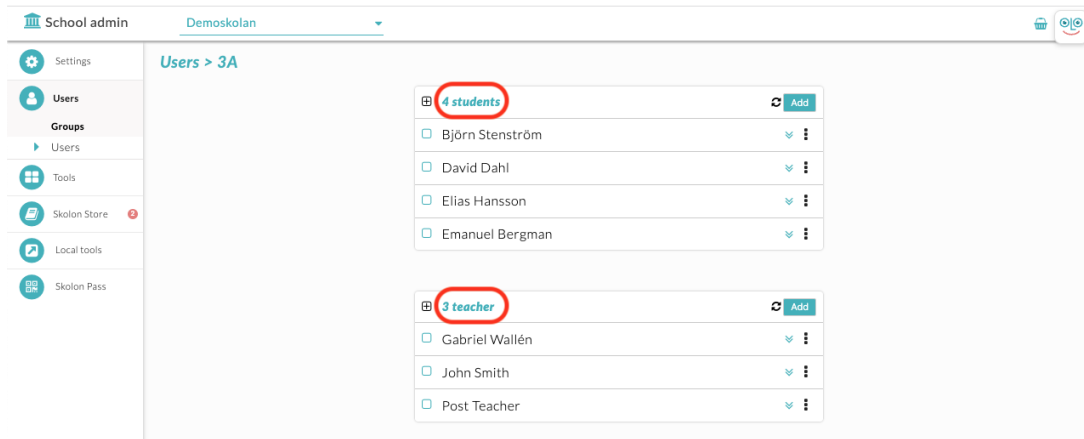 School admin
Demoskolan
Settings
Users
Groups
Users
Tools
Skolon Store 2
Local tools
Skolon Pass
Users > 3A
4 students Add
Björn Stenström
David Dahl
Elias Hansson
Emanuel Bergman
3 teacher Add
Gabriel Wallén
John Smith
Post Teacher